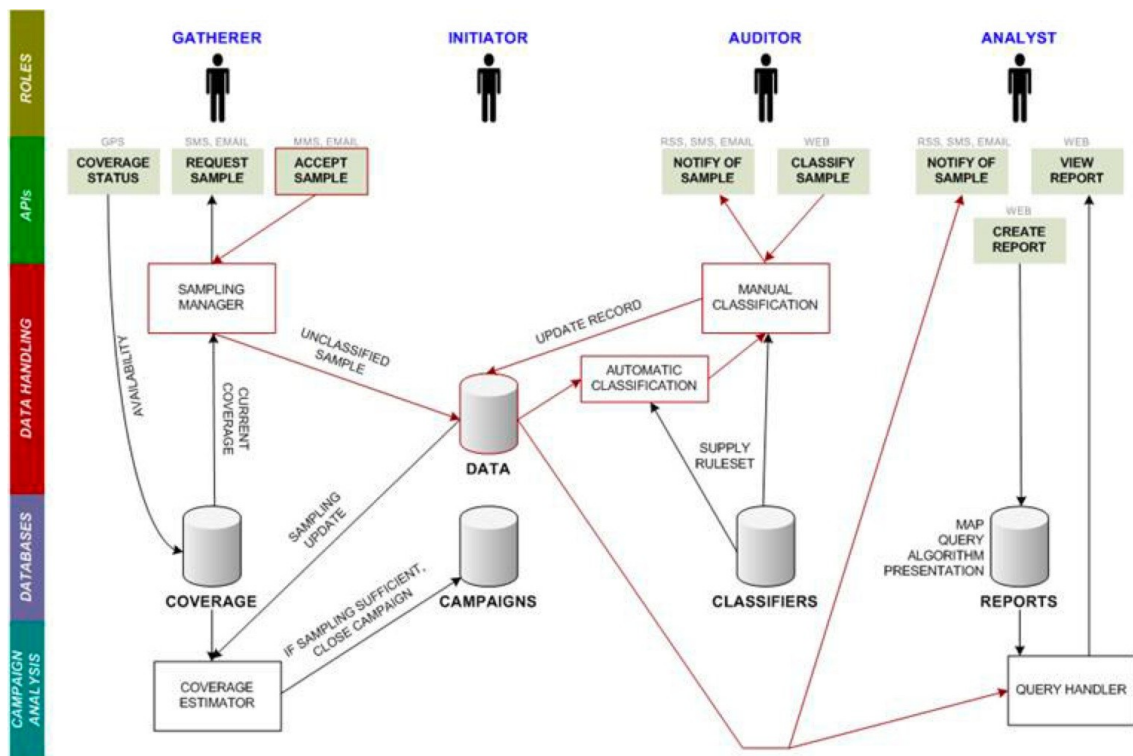 ROLES
GATHERER
INITIATOR
AUDITOR
ANALYST
APIs
GPS
COVERAGE
STATUS
SMS, EMAIL
REQUEST
SAMPLE
MMS, EMAIL
ACCEPT
SAMPLE
RSS, SMS, EMAIL
NOTIFY OF
SAMPLE
WEB
CLASSIFY
SAMPLE
RSS, SMS, EMAIL
NOTIFY OF
SAMPLE
WEB
VIEW
REPORT
WEB
CREATE
REPORT
DATA HANDLING
SAMPLING
MANAGER
MANUAL
CLASSIFICATION
UPDATE RECORD
UNCLASSIFIED
SAMPLE
AUTOMATIC
CLASSIFICATION
AVAILABILITY
CURRENT
COVERAGE
DATA
SUPPLY
RULESET
DATABASES
SAMPLING
UPDATE
MAP
QUERY
ALGORITHM
PRESENTATION
COVERAGE
CAMPAIGNS
CLASSIFIERS
REPORTS
IF SAMPLING SUFFICIENT,
CLOSE CAMPAIGN
CAMPAIGN
ANALYSIS
COVERAGE
ESTIMATOR
QUERY HANDLER